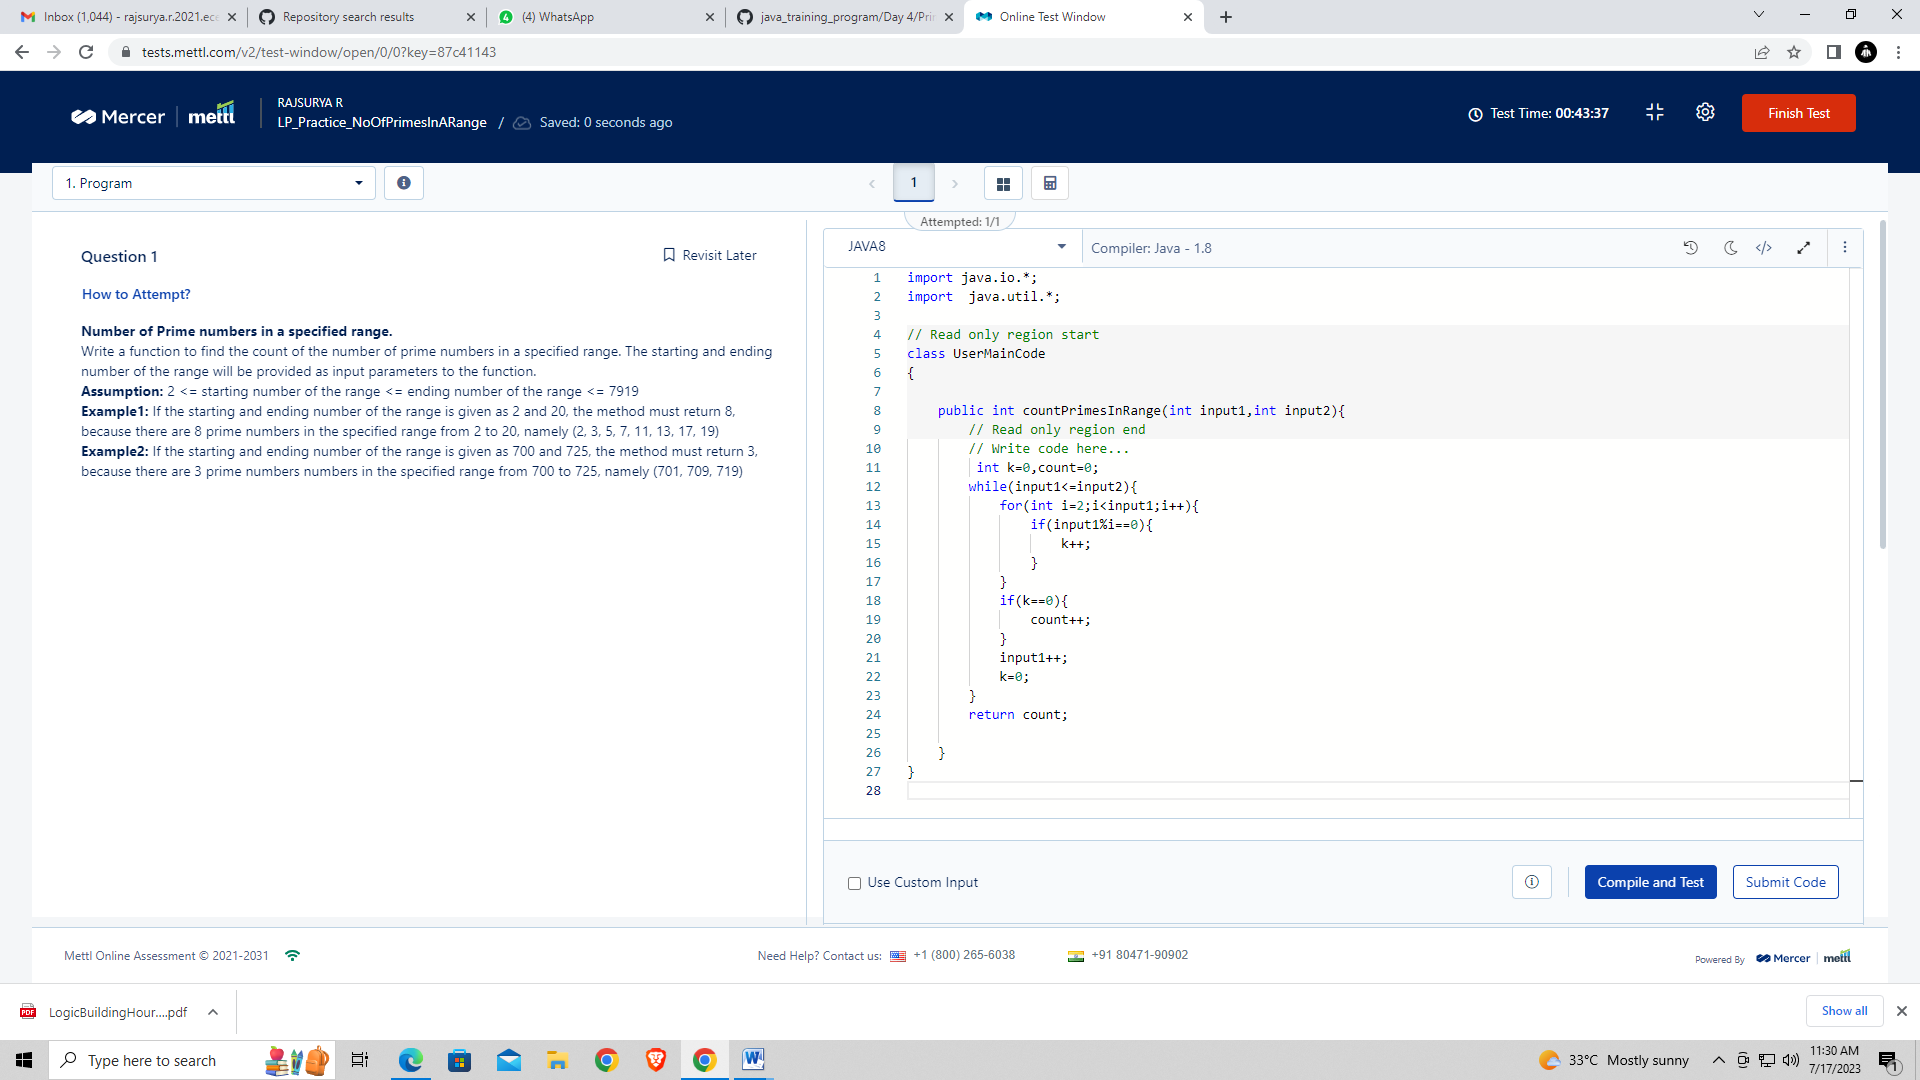 Inbox (1,044) - rajsurya.r.2021.ece
Repository search results
(4) WhatsApp
java_training_program/Day 4/Prim
Online Test Window
tests.mettl.com/v2/test-window/open/0/0?key=87c41143
Mercer
mettl
RAJSURYA R
LP_Practice_NoOfPrimesInARange / Saved: 0 seconds ago
Test Time: 00:43:37
Finish Test
1. Program
1
Attempted: 1/1
Question 1
Revisit Later
How to Attempt?
Number of Prime numbers in a specified range.
Write a function to find the count of the number of prime numbers in a specified range. The starting and ending
number of the range will be provided as input parameters to the function.
Assumption: 2 <= starting number of the range <= ending number of the range <= 7919
Example1: If the starting and ending number of the range is given as 2 and 20, the method must return 8,
because there are 8 prime numbers in the specified range from 2 to 20, namely (2, 3, 5, 7, 11, 13, 17, 19)
Example2: If the starting and ending number of the range is given as 700 and 725, the method must return 3,
because there are 3 prime numbers numbers in the specified range from 700 to 725, namely (701, 709, 719)
JAVA8
Compiler: Java - 1.8
1 import java.io.*;
2 import  java.util.*;
3
4 // Read only region start
5 class UserMainCode
6 {
7
8     public int countPrimesInRange(int input1,int input2){
9         // Read only region end
10         // Write code here...
11          int k=0,count=0;
12         while(input1<=input2){
13             for(int i=2;i<input1;i++){
14                 if(input1%i==0){
15                     k++;
16                 }
17             }
18             if(k==0){
19                 count++;
20             }
21             input1++;
22             k=0;
23         }
24         return count;
25
26     }
27 }
28
Use Custom Input
Compile and Test
Submit Code
Mettl Online Assessment © 2021-2031
Need Help? Contact us: +1 (800) 265-6038
+91 80471-90902
Powered By Mercer mettl
PDF
LogicBuildingHour....pdf
Show all
Type here to search
33°C Mostly sunny
11:30 AM
7/17/2023
1